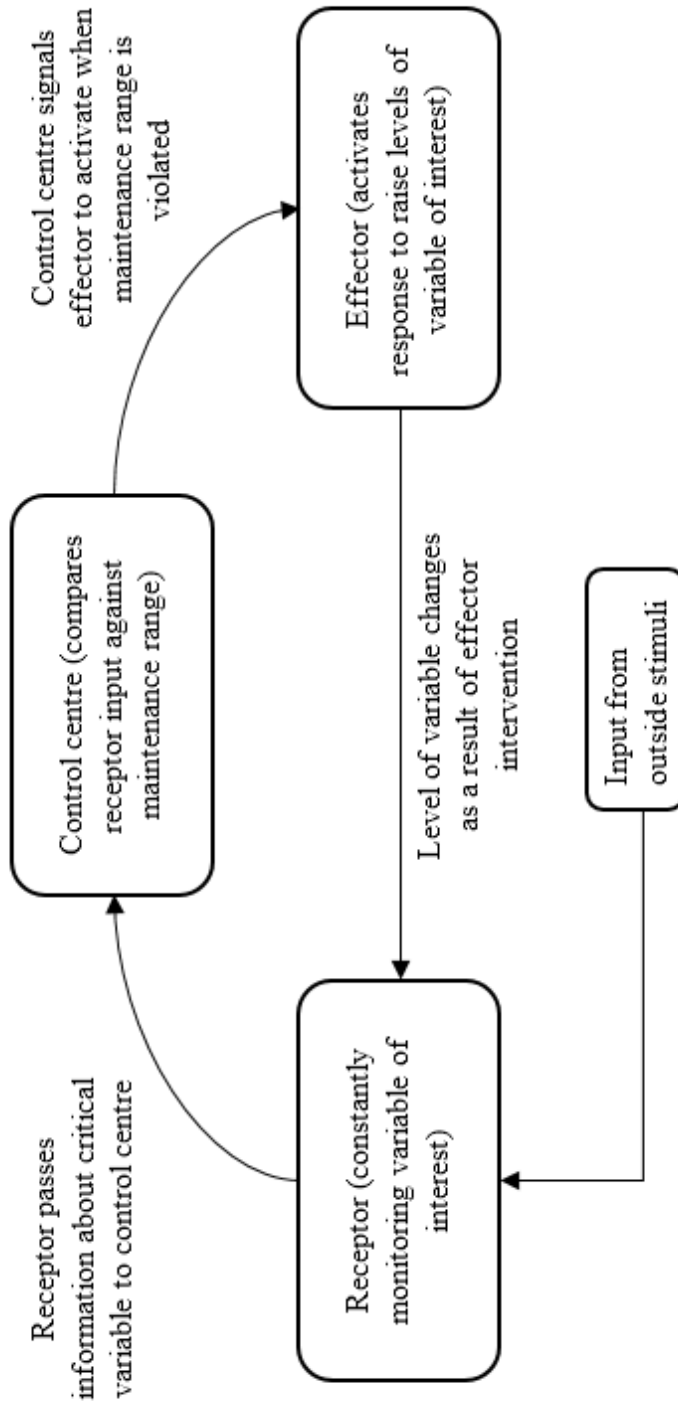 Receptor passes
information about critical
variable to control centre
Control centre (compares
receptor input against
maintenance range)
Control centre signals
effector to activate when
maintenance range is
violated
Receptor (constantly
monitoring variable of
interest)
Level of variable changes
as a result of effector
intervention
Effector (activates
response to raise levels of
variable of interest)
Input from
outside stimuli